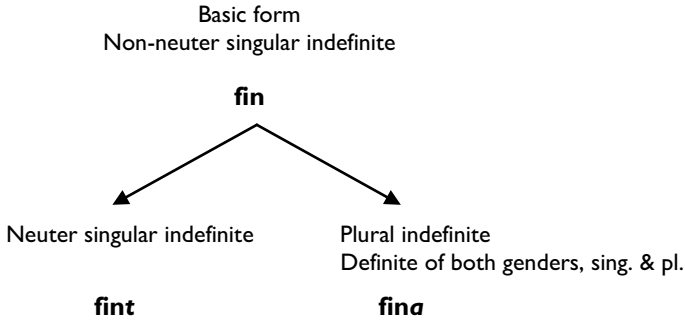 Basic form
Non-neuter singular indefinite
fin
Neuter singular indefinite
Plural indefinite
Definite of both genders, sing. & pl.
fint
fina